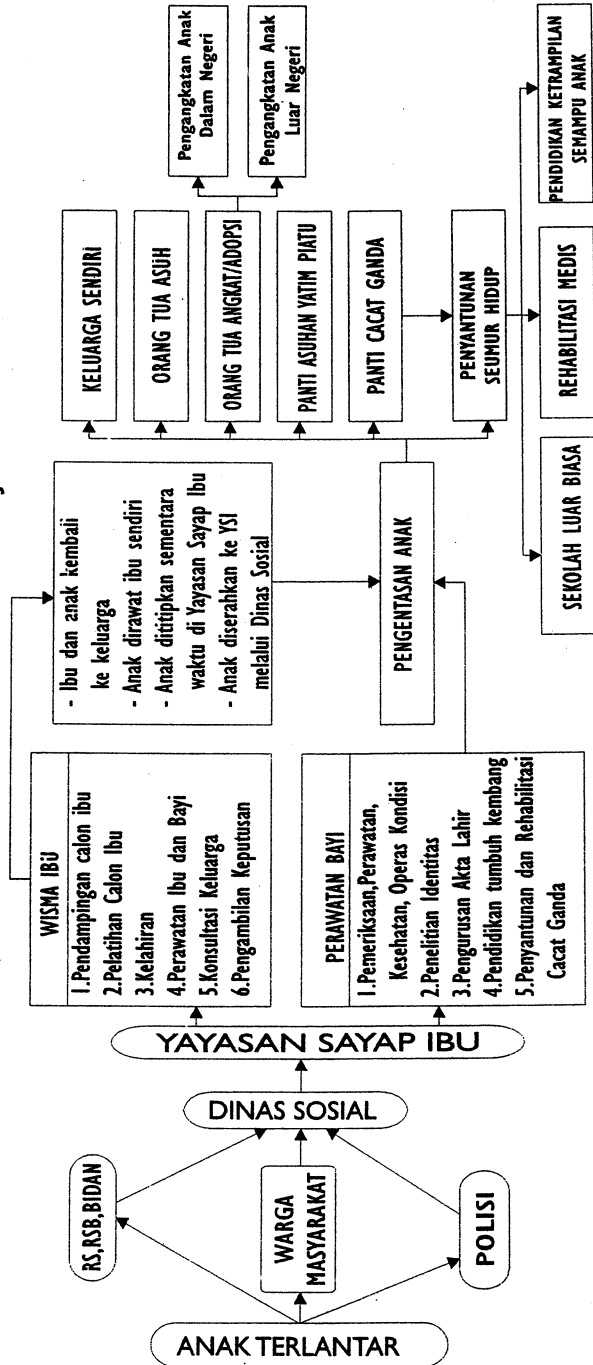 ANAK TERLANTAR
RS,RSB,BIDAN
WARGA
MASYARAKAT
POLISI
DINAS SOSIAL
YAYASAN SAYAP IBU
WISMA IBU
1.Pendampingan calon ibu
2.Pelatihan Calon Ibu
3.Kelahiran
4.Perawatan Ibu dan Bayi
5.Konsultasi Keluarga
6.Pengambilan Keputusan
PERAWATAN BAYI
1.Pemeriksaan,Perawatan,
Kesehatan, Operas Kondisi
2.Penelitian Identitas
3.Pengurusan Akta Lahir
4.Pendidikan tumbuh kembang
5.Penyantunan dan Rehabilitasi
Cacat Ganda
- Ibu dan anak kembali
ke keluarga
- Anak dirawat ibu sendiri
- Anak dititipkan sementara
waktu di Yayasan Sayap Ibu
- Anak diserahkan ke YSI
melalui Dinas Sosial
PENGENTASAN ANAK
KELUARGA SENDIRI
ORANG TUA ASUH
ORANG TUA ANGKAT/ADOPSI
PANTI ASUHAN YATIM PIATU
PANTI CACAT GANDA
PENYANTUNAN
SEUMUR HIDUP
Pengangkatan Anak
Dalam Negeri
Pengangkatan Anak
Luar Negeri
SEKOLAH LUAR BIASA
REHABILITASI MEDIS
PENDIDIKAN KETRAMPILAN
SEMAMPU ANAK